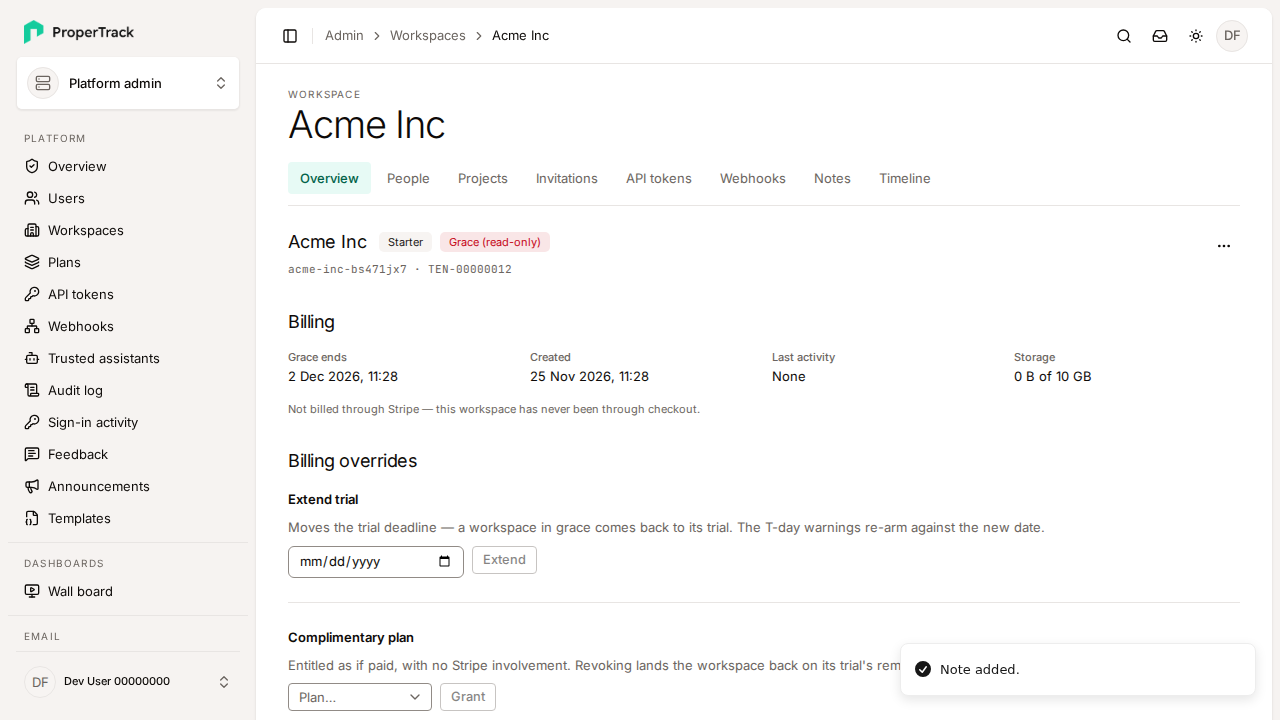 ProperTrack
Platform admin
PLATFORM
Overview
Users
Workspaces
Plans
API tokens
Webhooks
Trusted assistants
Audit log
Sign-in activity
Feedback
Announcements
Templates
DASHBOARDS
Wall board
EMAIL
DF
Dev User 00000000
Admin > Workspaces > Acme Inc
DF
WORKSPACE
Acme Inc
Overview People Projects Invitations API tokens Webhooks Notes Timeline
Acme Inc Starter Grace (read-only)
acme-inc-bs471jx7 · TEN-00000012
Billing
Grace ends Created Last activity Storage
2 Dec 2026, 11:28 25 Nov 2026, 11:28 None 0 B of 10 GB
Not billed through Stripe — this workspace has never been through checkout.
Billing overrides
Extend trial
Moves the trial deadline — a workspace in grace comes back to its trial. The T-day warnings re-arm against the new date.
mm/dd/yyyy Extend
Complimentary plan
Entitled as if paid, with no Stripe involvement. Revoking lands the workspace back on its trial's
Plan... Grant
Note added.